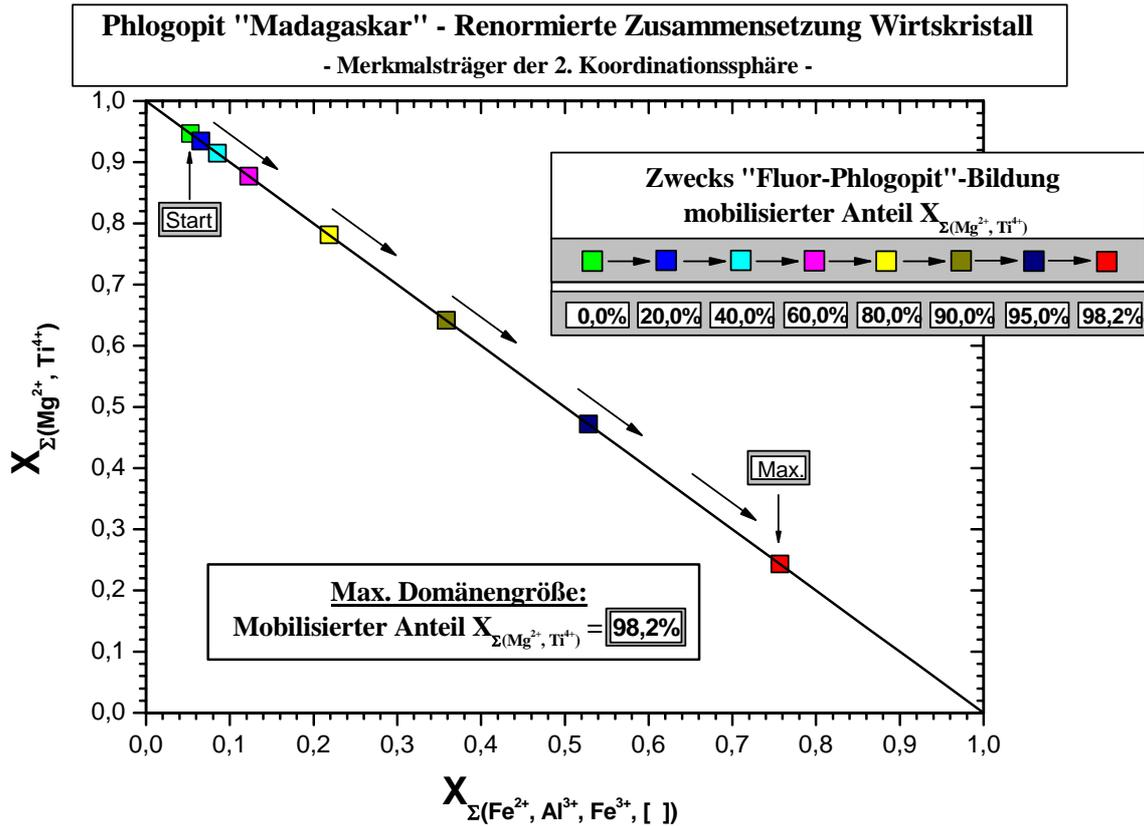 Phlogopit "Madagaskar" - Renormierte Zusammensetzung Wirtskristall
- Merkmalsträger der 2. Koordinationssphäre -
1,0
0,9
0,8
0,7
0,6
0,5
0,4
0,3
0,2
0,1
0,0
X Σ(Mg²⁺, Ti⁴⁺)
Start
Zwecks "Fluor-Phlogopit"-Bildung
mobilisierter Anteil X Σ(Mg²⁺, Ti⁴⁺)
0,0% 20,0% 40,0% 60,0% 80,0% 90,0% 95,0% 98,2%
Max.
Max. Domänengröße:
Mobilisierter Anteil X Σ(Mg²⁺, Ti⁴⁺) = 98,2%
0,0 0,1 0,2 0,3 0,4 0,5 0,6 0,7 0,8 0,9 1,0
X Σ(Fe²⁺, Al³⁺, Fe³⁺, [ ])